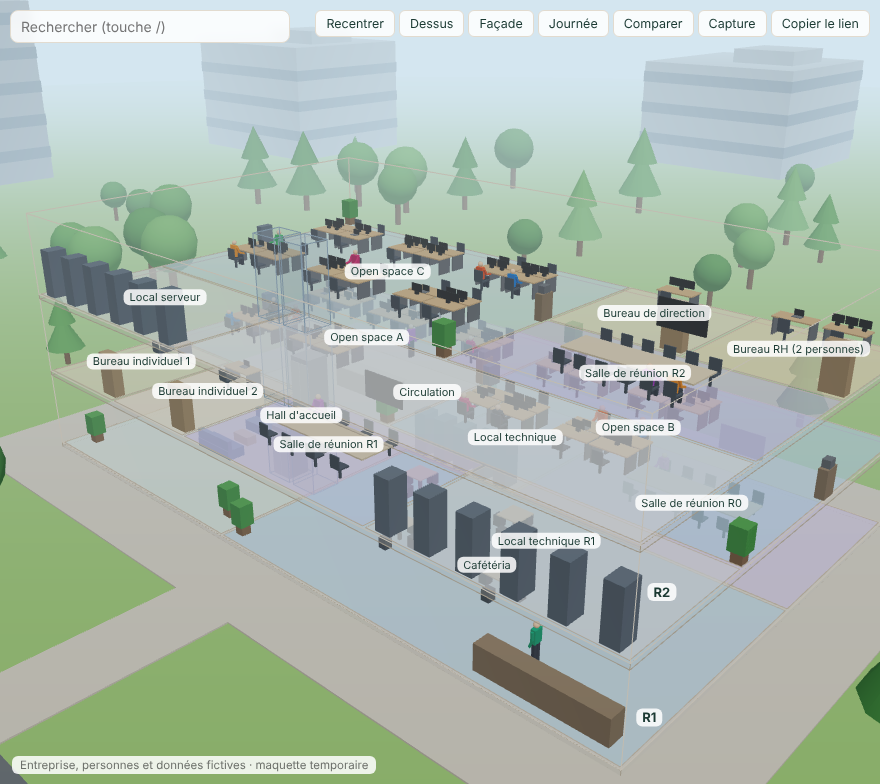 Rechercher (touche /)
Recentrer
Dessus
Façade
Journée
Comparer
Capture
Copier le lien
Open space C
Local serveur
Bureau de direction
Open space A
Bureau RH (2 personnes)
Bureau individuel 1
Salle de réunion R2
Bureau individuel 2
Circulation
Hall d'accueil
Open space B
Local technique
Salle de réunion R1
Salle de réunion R0
Local technique R1
Cafétéria
R2
R1
Entreprise, personnes et données fictives · maquette temporaire